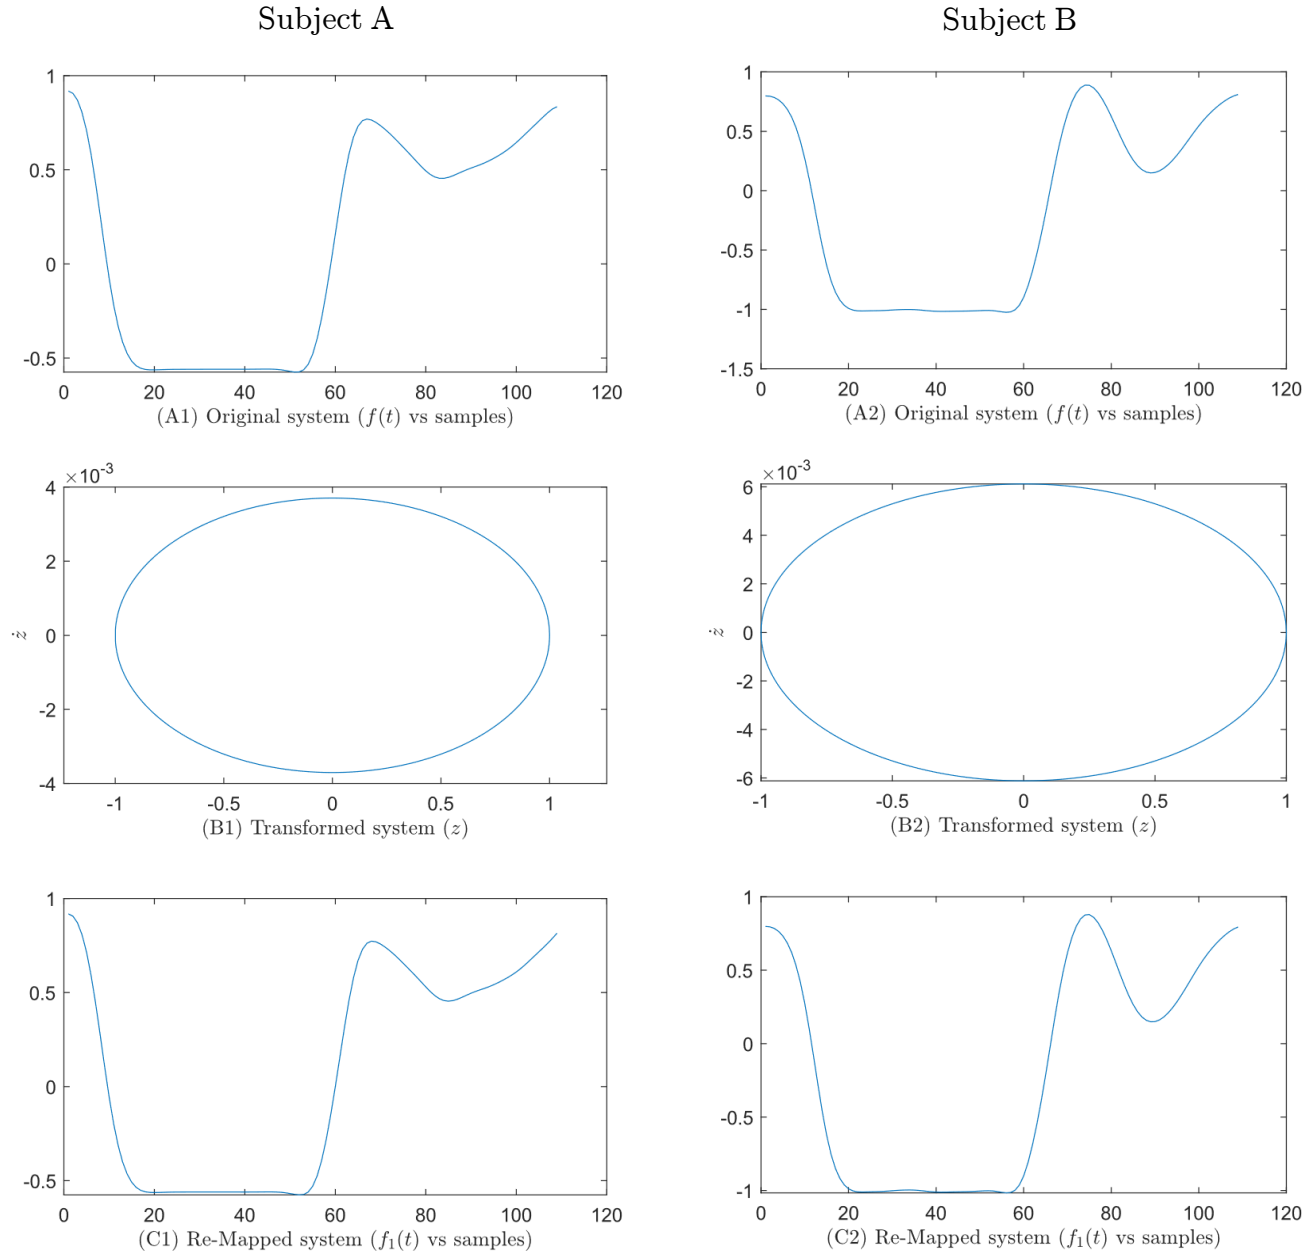 Subject A
Subject B
1
0.5
0
-0.5
0 20 40 60 80 100 120
(A1) Original system (f(t) vs samples)
1
0.5
0
-0.5
-1
-1.5
0 20 40 60 80 100 120
(A2) Original system (f(t) vs samples)
×10⁻³
4
2
0
-2
-4
ż
-1 -0.5 0 0.5 1
(B1) Transformed system (z)
×10⁻³
6
4
2
0
-2
-4
-6
ż
-1 -0.5 0 0.5 1
(B2) Transformed system (z)
1
0.5
0
-0.5
0 20 40 60 80 100 120
(C1) Re-Mapped system (f₁(t) vs samples)
1
0.5
0
-0.5
-1
0 20 40 60 80 100 120
(C2) Re-Mapped system (f₁(t) vs samples)